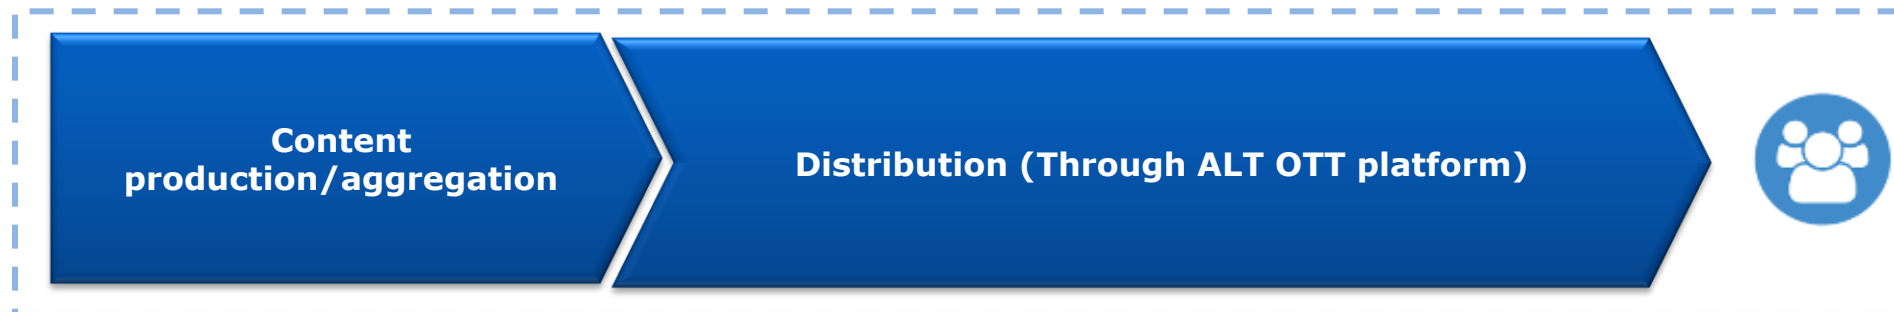 Content
production/aggregation
Distribution (Through ALT OTT platform)